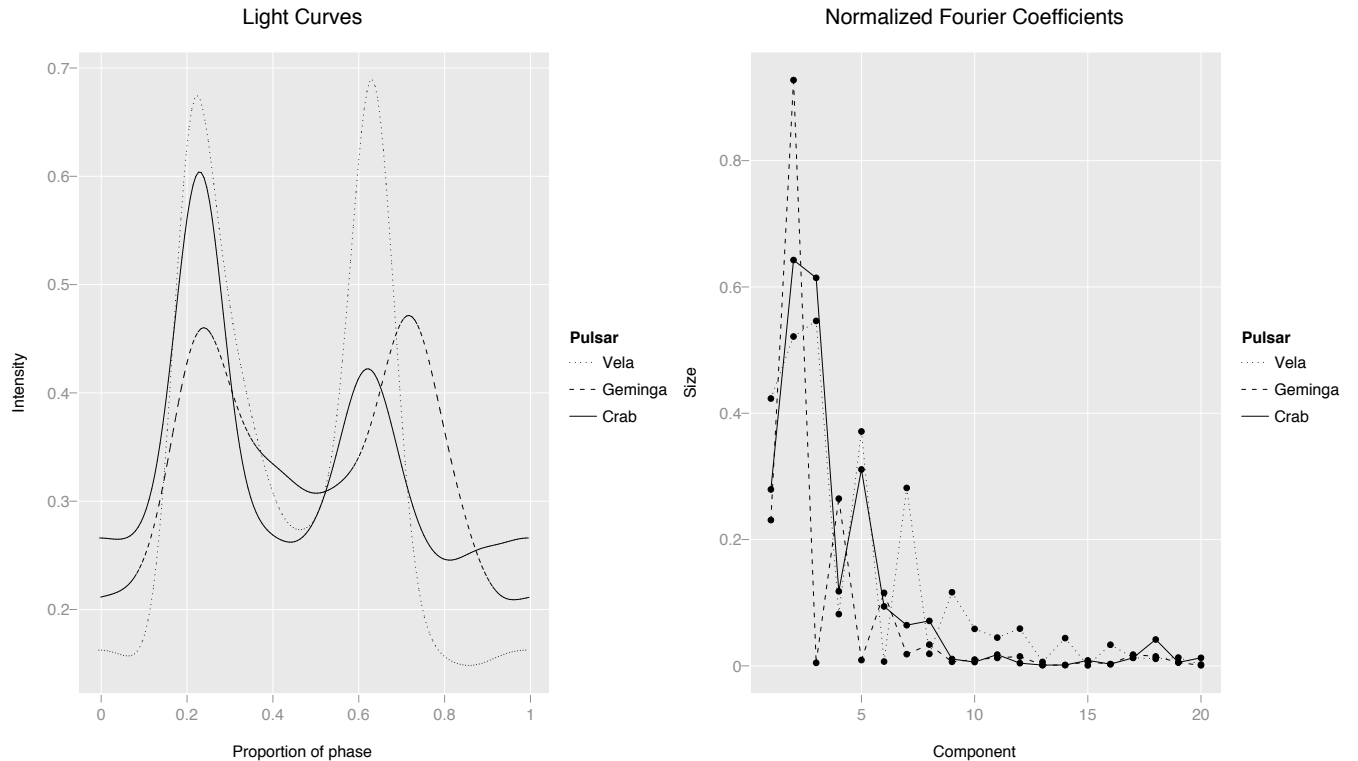 Light Curves
0.7
0.6
0.5
0.4
0.3
0.2
Intensity
0 0.2 0.4 0.6 0.8 1
Proportion of phase
Pulsar
Vela
Geminga
Crab
Normalized Fourier Coefficients
0.8
0.6
0.4
0.2
0
Size
5 10 15 20
Component
Pulsar
Vela
Geminga
Crab